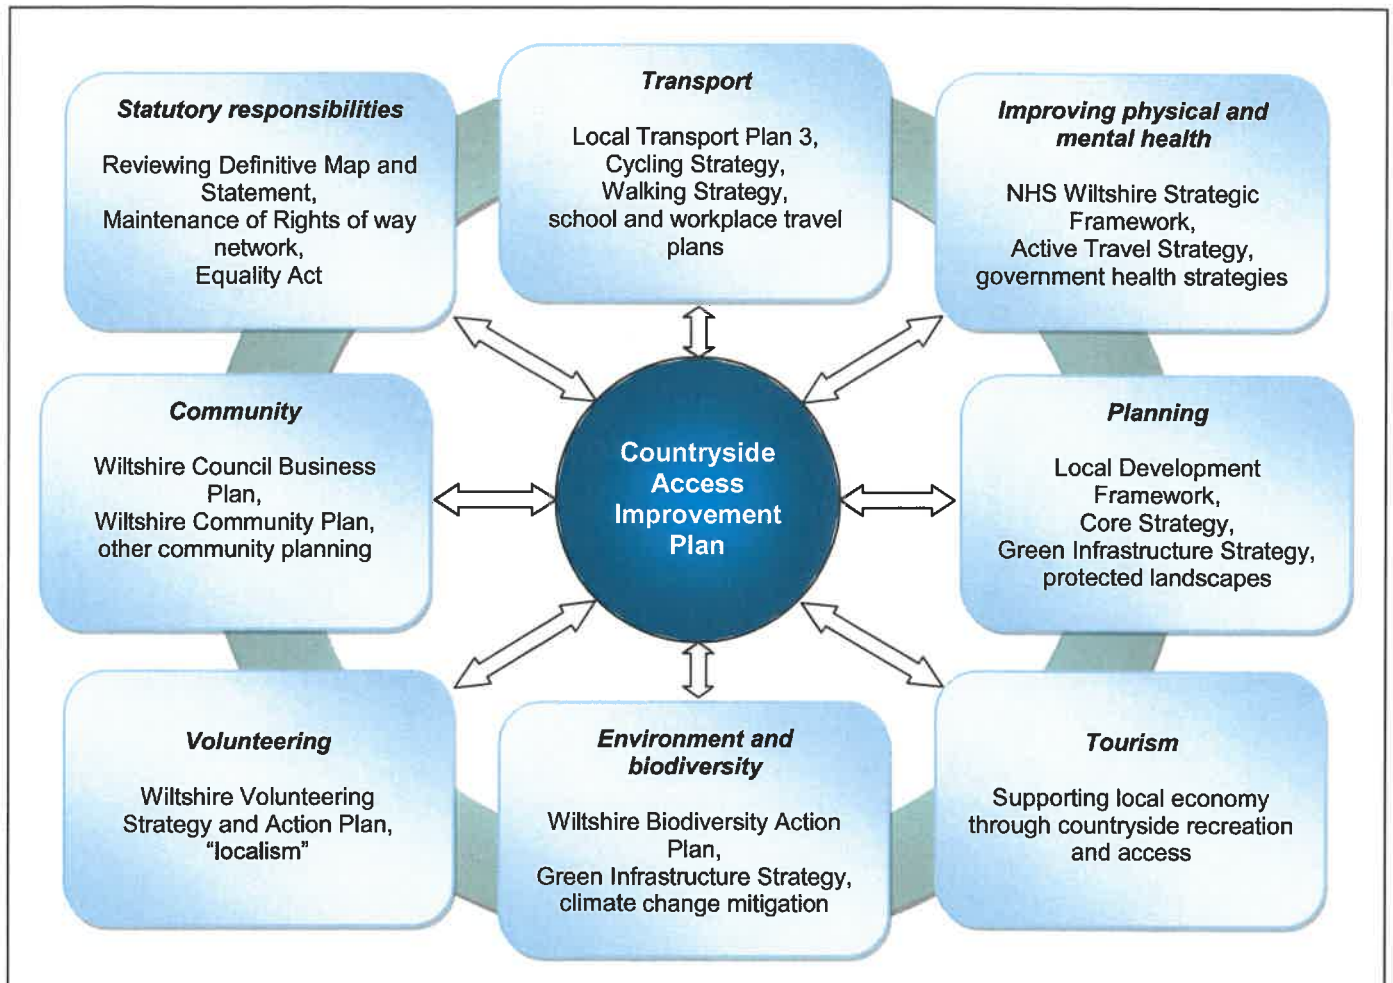 Statutory responsibilities
Reviewing Definitive Map and
Statement,
Maintenance of Rights of way
network,
Equality Act
Transport
Local Transport Plan 3,
Cycling Strategy,
Walking Strategy,
school and workplace travel
plans
Improving physical and
mental health
NHS Wiltshire Strategic
Framework,
Active Travel Strategy,
government health strategies
Community
Wiltshire Council Business
Plan,
Wiltshire Community Plan,
other community planning
Countryside
Access
Improvement
Plan
Planning
Local Development
Framework,
Core Strategy,
Green Infrastructure Strategy,
protected landscapes
Volunteering
Wiltshire Volunteering
Strategy and Action Plan,
“localism”
Environment and
biodiversity
Wiltshire Biodiversity Action
Plan,
Green Infrastructure Strategy,
climate change mitigation
Tourism
Supporting local economy
through countryside recreation
and access